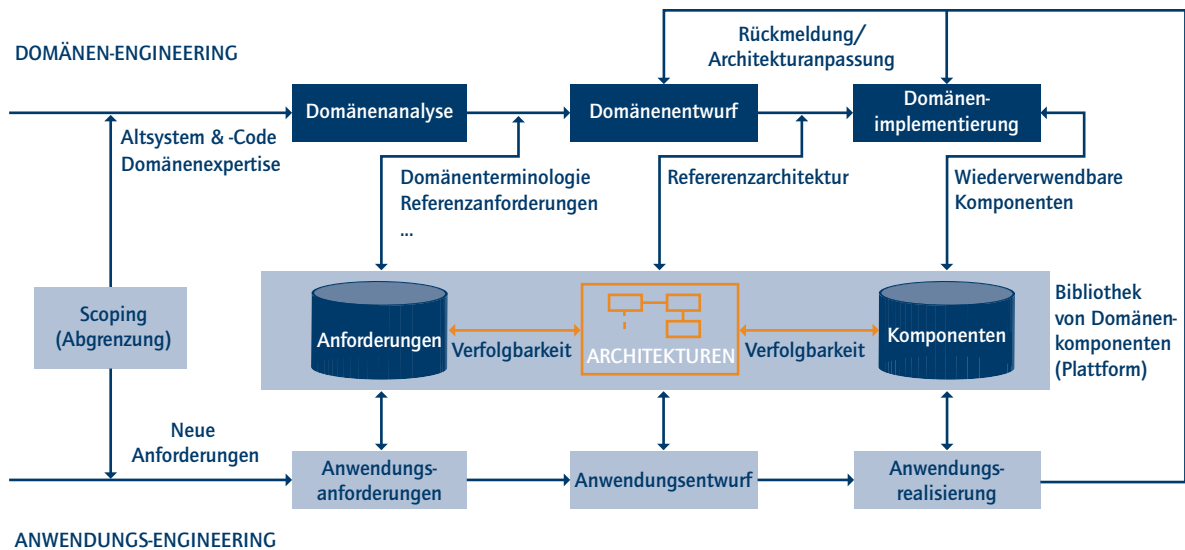 DOMÄNEN-ENGINEERING
Rückmeldung/
Architekturanpassung
Domänenanalyse
Domänenentwurf
Domänen-
implementierung
Altsystem & -Code
Domänenexpertise
Domänenterminologie
Referenzanforderungen
...
Refererenzarchitektur
Wiederverwendbare
Komponenten
Scoping
(Abgrenzung)
Anforderungen
Verfolgbarkeit
ARCHITEKTUREN
Verfolgbarkeit
Komponenten
Bibliothek
von Domänen-
komponenten
(Plattform)
Neue
Anforderungen
Anwendungs-
anforderungen
Anwendungsentwurf
Anwendungs-
realisierung
ANWENDUNGS-ENGINEERING